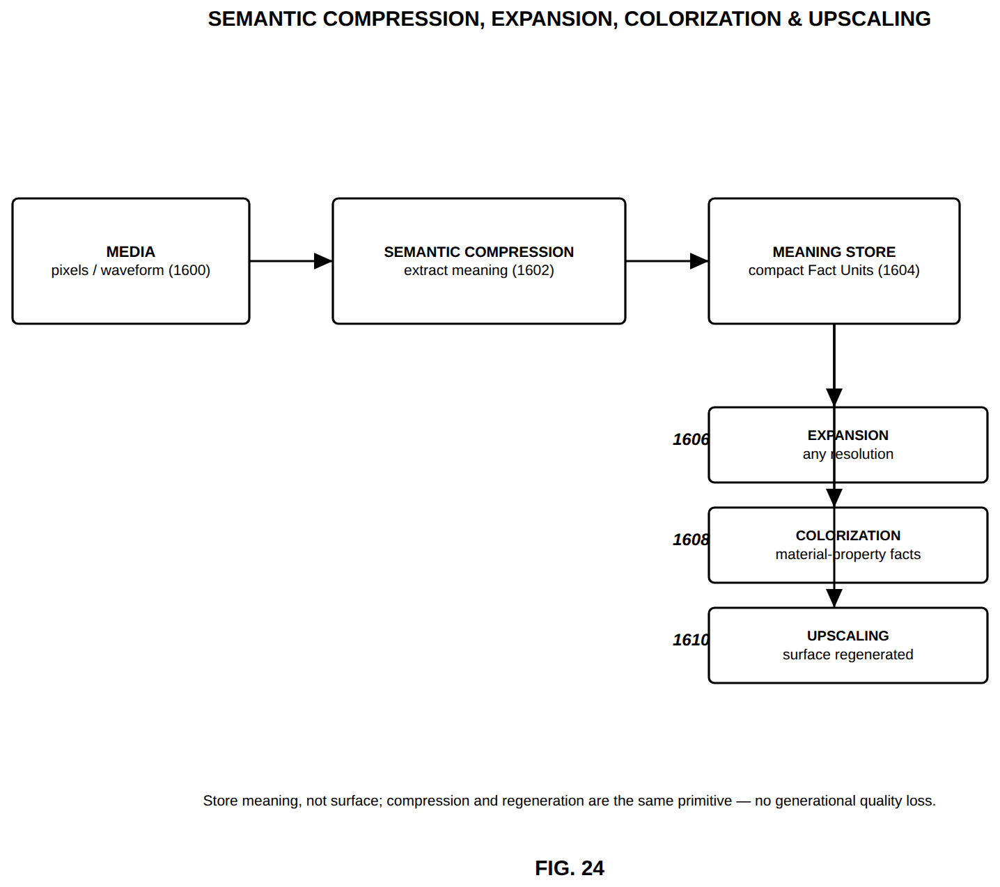 SEMANTIC COMPRESSION, EXPANSION, COLORIZATION & UPSCALING
MEDIA
pixels / waveform (1600)
SEMANTIC COMPRESSION
extract meaning (1602)
MEANING STORE
compact Fact Units (1604)
1606
EXPANSION
any resolution
1608
COLORIZATION
material-property facts
1610
UPSCALING
surface regenerated
Store meaning, not surface; compression and regeneration are the same primitive — no generational quality loss.
FIG. 24